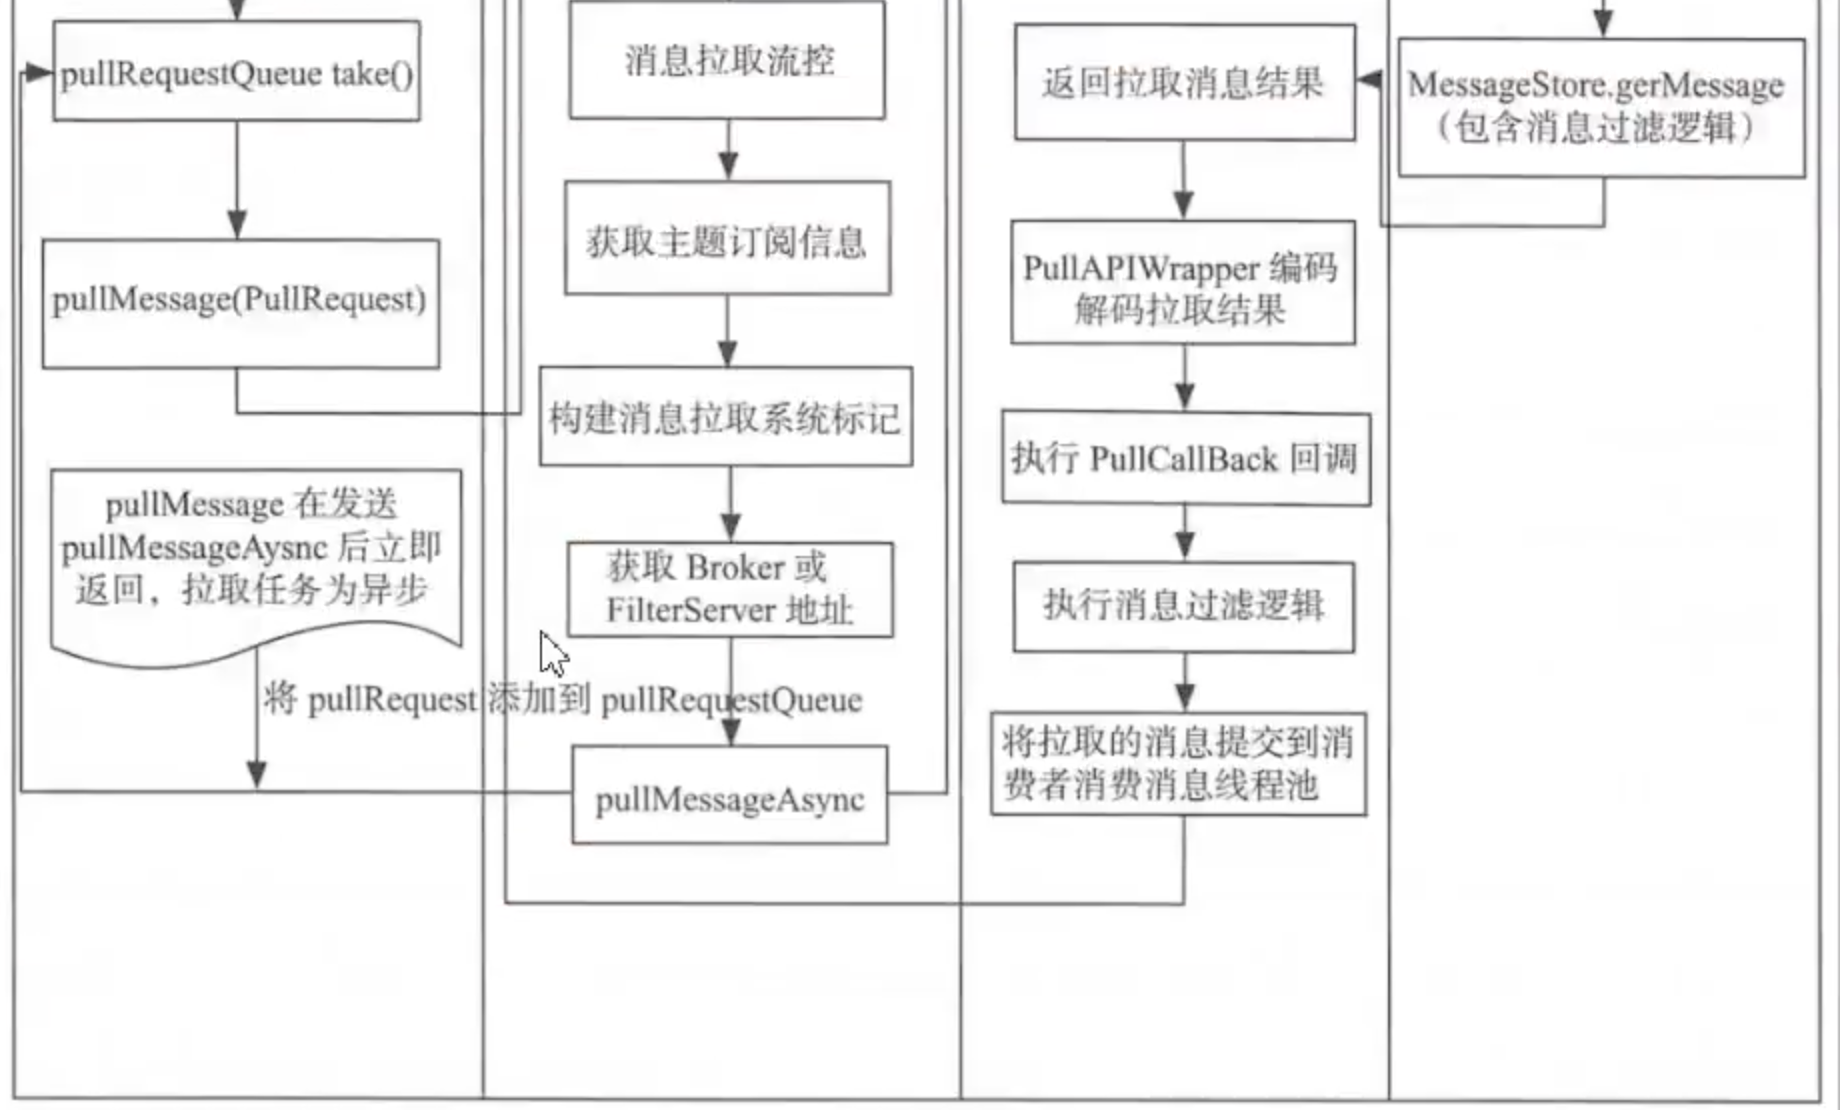 pullRequestQueue take()
pullMessage(PullRequest)
pullMessage 在发送
pullMessageAysnc 后立即
返回，拉取任务为异步
将 pullRequest 添加到 pullRequestQueue
消息拉取流控
获取主题订阅信息
构建消息拉取系统标记
获取 Broker 或
FilterServer 地址
pullMessageAsync
返回拉取消息结果
PullAPIWrapper 编码
解码拉取结果
执行 PullCallBack 回调
执行消息过滤逻辑
将拉取的消息提交到消
费者消费消息线程池
MessageStore.gerMessage
（包含消息过滤逻辑）